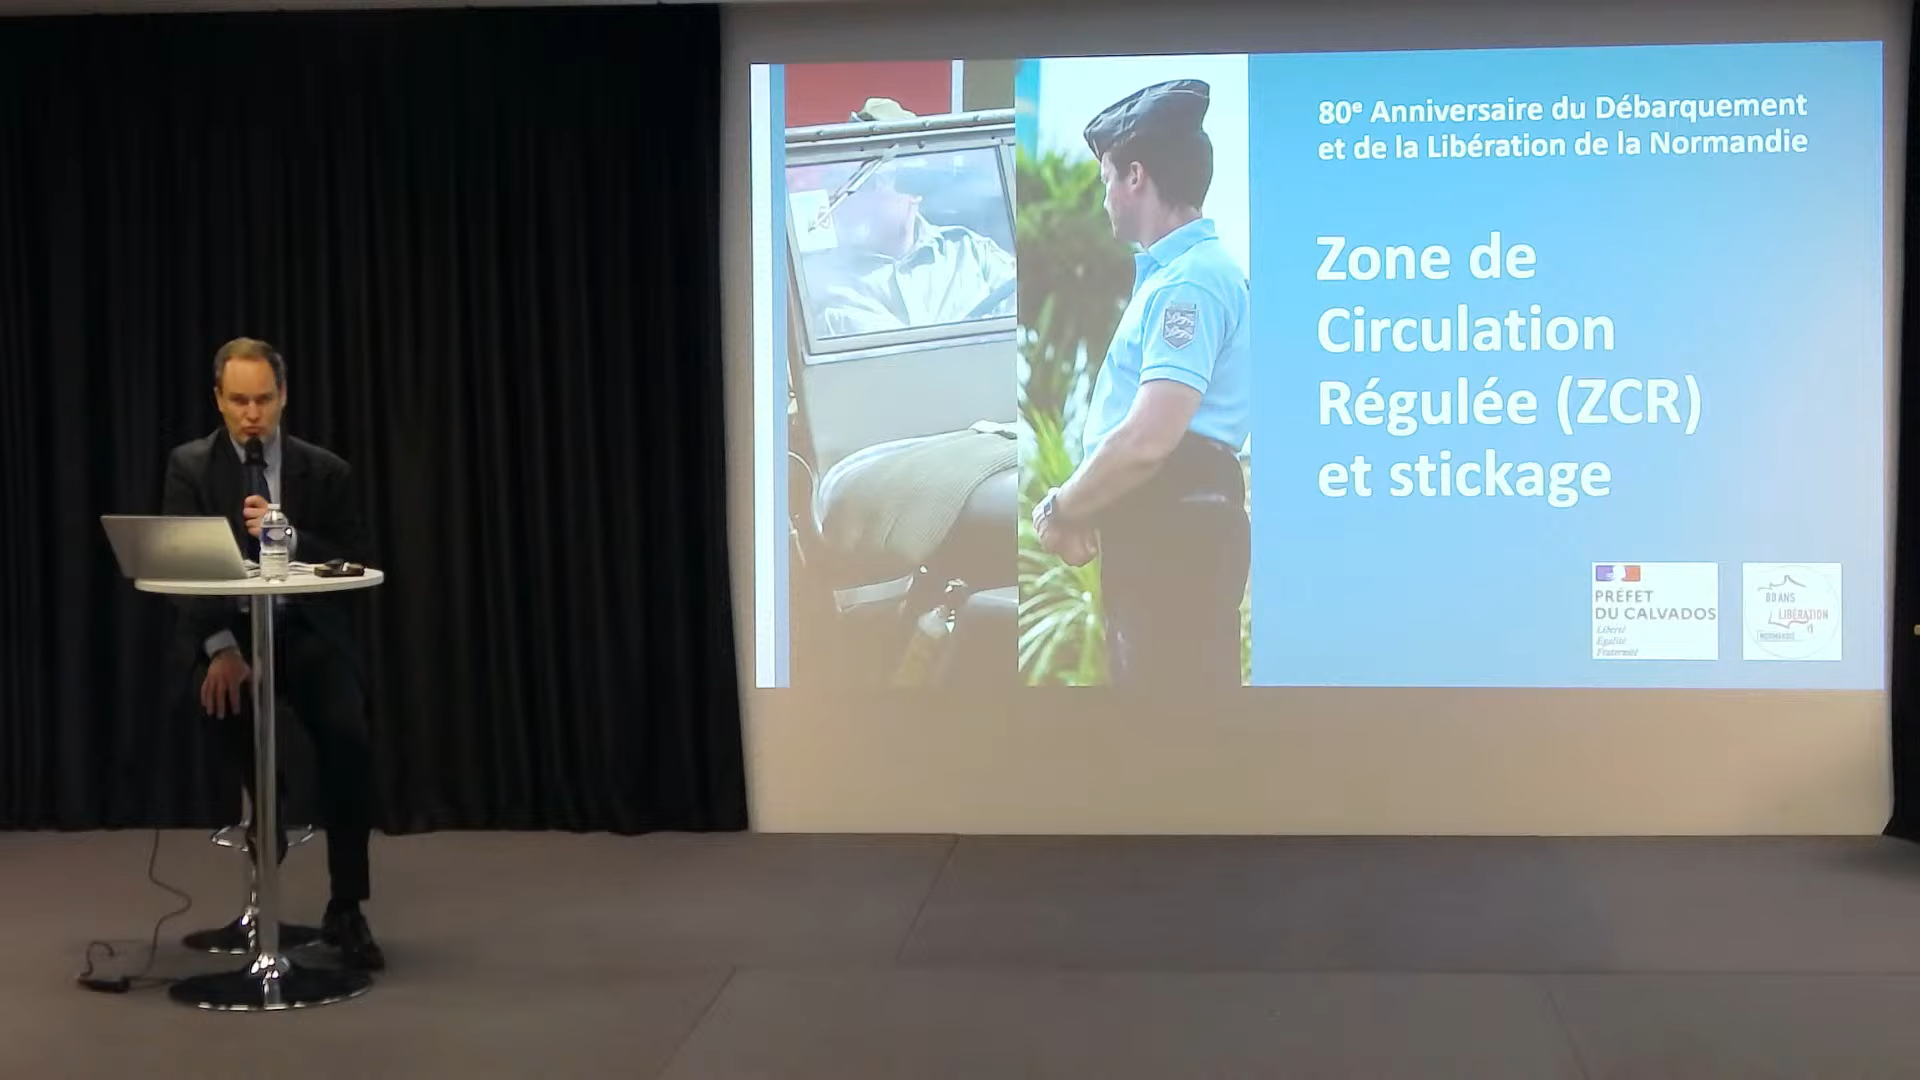 80e Anniversaire du Débarquement
et de la Libération de la Normandie
Zone de
Circulation
Régulée (ZCR)
et stickage
PRÉFET
DU CALVADOS
Liberté
Égalité
Fraternité
80 ANS
LIBÉRATION
NORMANDIE